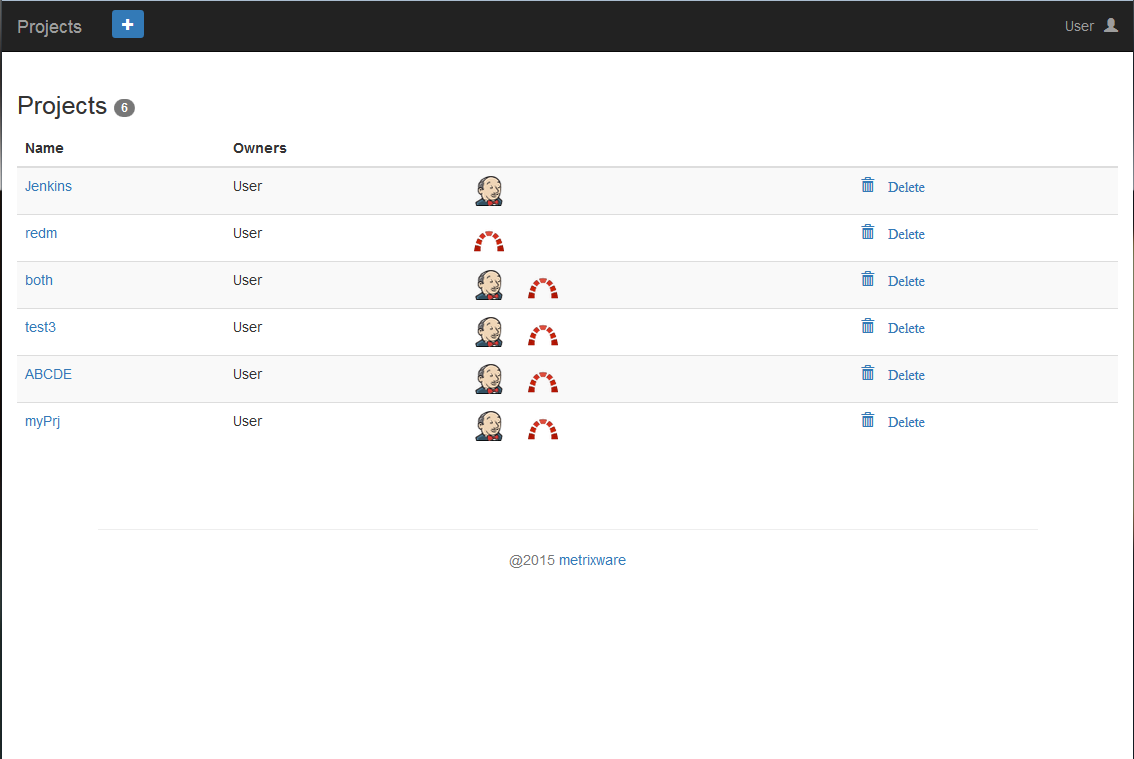 Projects + User
Projects 6
Name Owners
Jenkins User Delete
redm User Delete
both User Delete
test3 User Delete
ABCDE User Delete
myPrj User Delete
@2015 metrixware